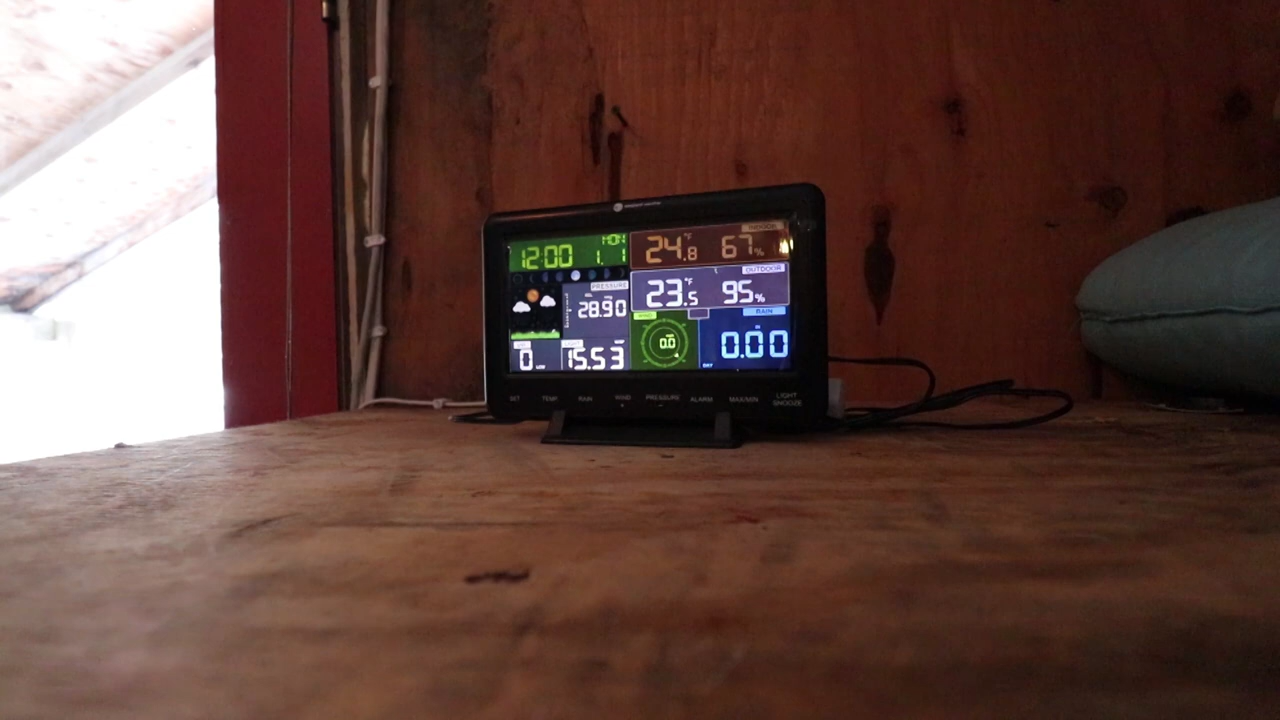 12:00 MON 1. 1
24.8 °F 67% INDOOR
PRESSURE
28.90
OUTDOOR
23.5 °F 95%
WIND
0.0
RAIN
0.00
0
15.53
SET TEMP RAIN WIND PRESSURE ALARM MAX/MIN LIGHT
SNOOZE